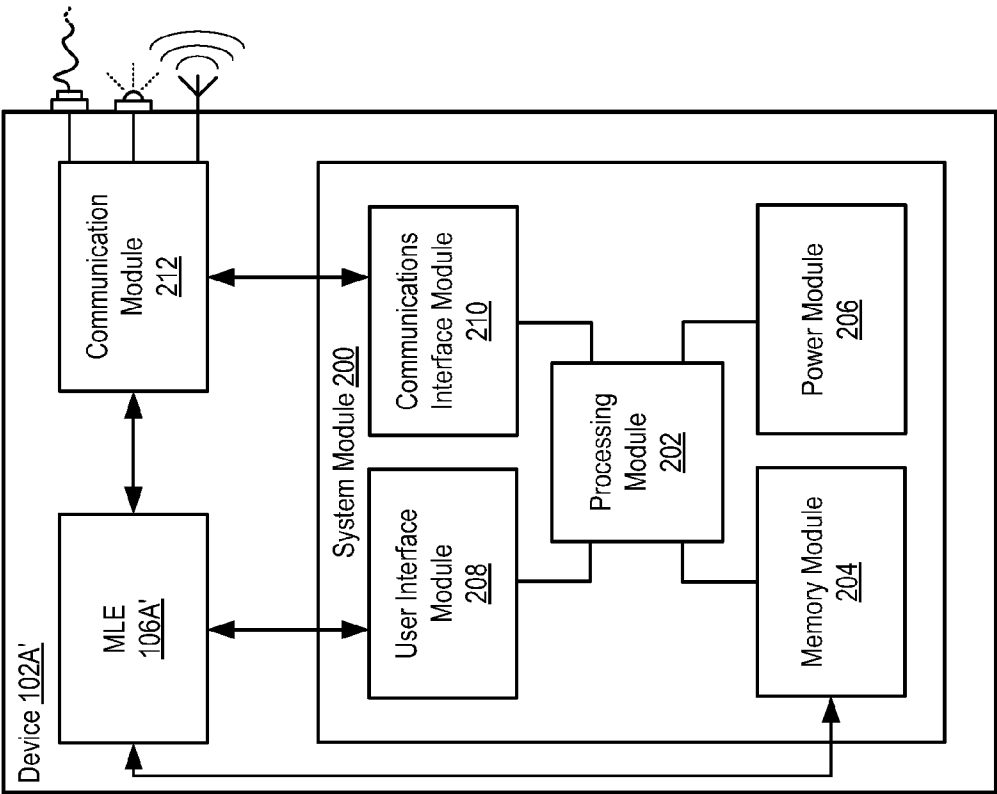 Device 102A'
MLE
106A'
Communication
Module
212
System Module 200
User Interface
Module
208
Communications
Interface Module
210
Processing
Module
202
Memory Module
204
Power Module
206